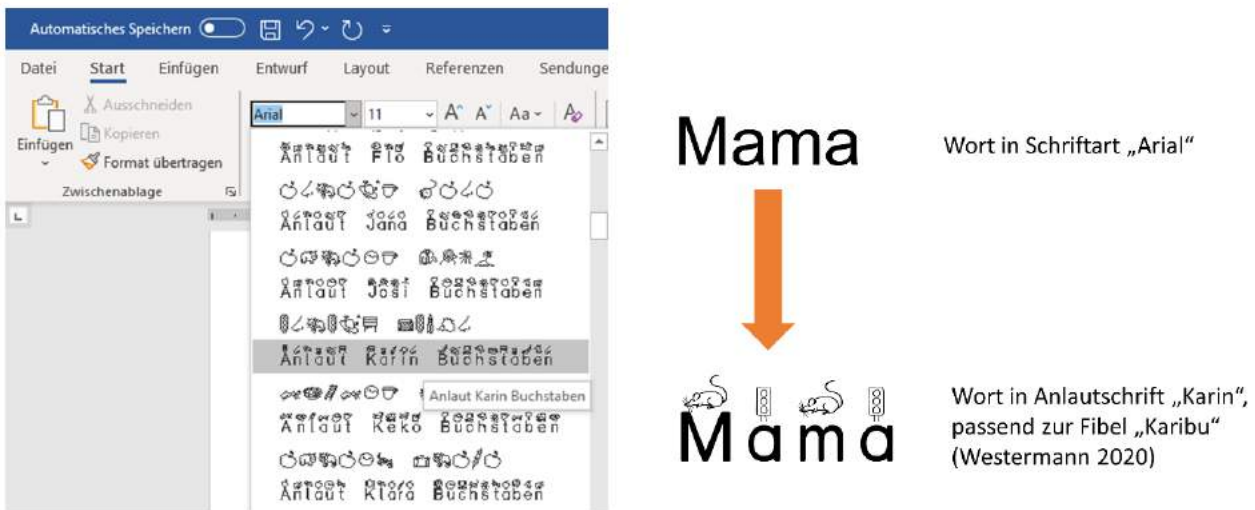 Automatisches Speichern
Datei Start Einfügen Entwurf Layout Referenzen Sendunge
Ausschneiden
Kopieren
Einfügen
Format übertragen
Zwischenablage
Arial 11 Aa
Anlaut Flo Buchstaben
Anlaut Jana Buchstaben
Anlaut Josi Buchstaben
Anlaut Karin Buchstaben
Anlaut Karin Buchstaben
Anlaut Keko Buchstaben
Anlaut Klara Buchstaben
Mama
Wort in Schriftart „Arial“
Mama
Wort in Anlautschrift „Karin“,
passend zur Fibel „Karibu“
(Westermann 2020)